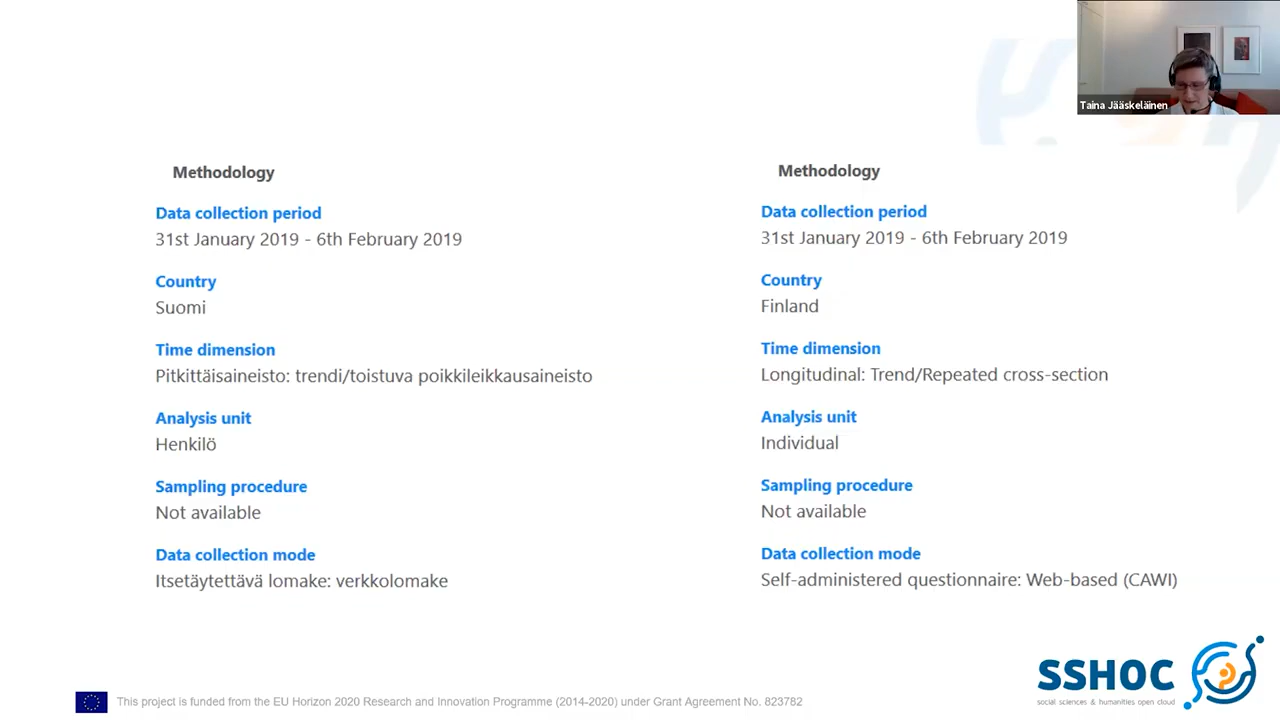 Taina Jääskeläinen
Methodology
Data collection period
31st January 2019 - 6th February 2019
Country
Suomi
Time dimension
Pitkittäisaineisto: trendi/toistuva poikkileikkausaineisto
Analysis unit
Henkilö
Sampling procedure
Not available
Data collection mode
Itsetäytettävä lomake: verkkolomake
Methodology
Data collection period
31st January 2019 - 6th February 2019
Country
Finland
Time dimension
Longitudinal: Trend/Repeated cross-section
Analysis unit
Individual
Sampling procedure
Not available
Data collection mode
Self-administered questionnaire: Web-based (CAWI)
SSHOC
social sciences & humanities open cloud
This project is funded from the EU Horizon 2020 Research and Innovation Programme (2014-2020) under Grant Agreement No. 823782